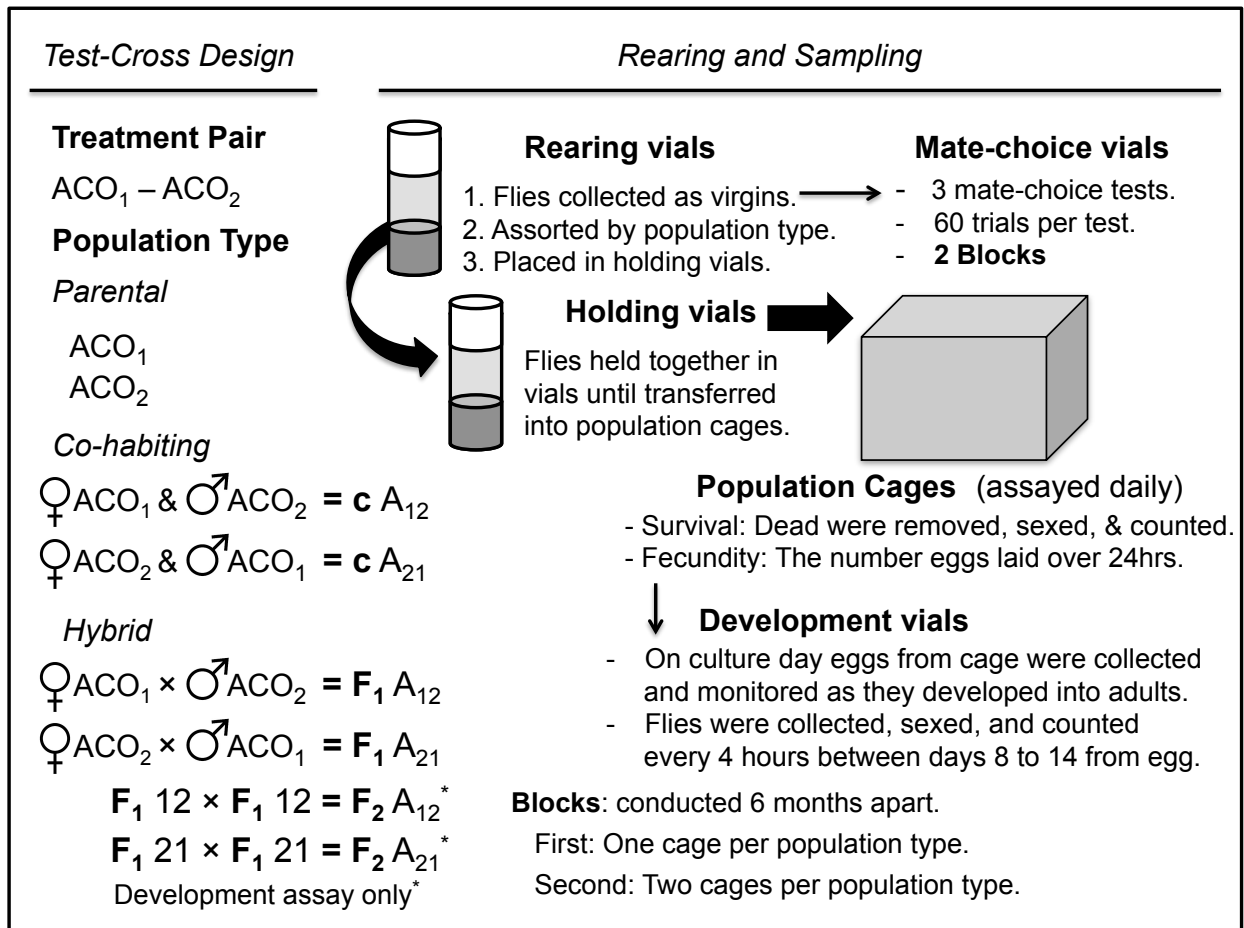 Test-Cross Design
Treatment Pair
ACO₁ – ACO₂
Population Type
Parental
ACO₁
ACO₂
Co-habiting
♀ACO₁ & ♂ACO₂ = c A₁₂
♀ACO₂ & ♂ACO₁ = c A₂₁
Hybrid
♀ACO₁ × ♂ACO₂ = F₁ A₁₂
♀ACO₂ × ♂ACO₁ = F₁ A₂₁
F₁ 12 × F₁ 12 = F₂ A₁₂*
F₁ 21 × F₁ 21 = F₂ A₂₁*
Development assay only*
Rearing and Sampling
Rearing vials
1. Flies collected as virgins.
2. Assorted by population type.
3. Placed in holding vials.
Mate-choice vials
- 3 mate-choice tests.
- 60 trials per test.
- 2 Blocks
Holding vials
Flies held together in
vials until transferred
into population cages.
Population Cages (assayed daily)
- Survival: Dead were removed, sexed, & counted.
- Fecundity: The number eggs laid over 24hrs.
Development vials
- On culture day eggs from cage were collected
and monitored as they developed into adults.
- Flies were collected, sexed, and counted
every 4 hours between days 8 to 14 from egg.
Blocks: conducted 6 months apart.
First: One cage per population type.
Second: Two cages per population type.